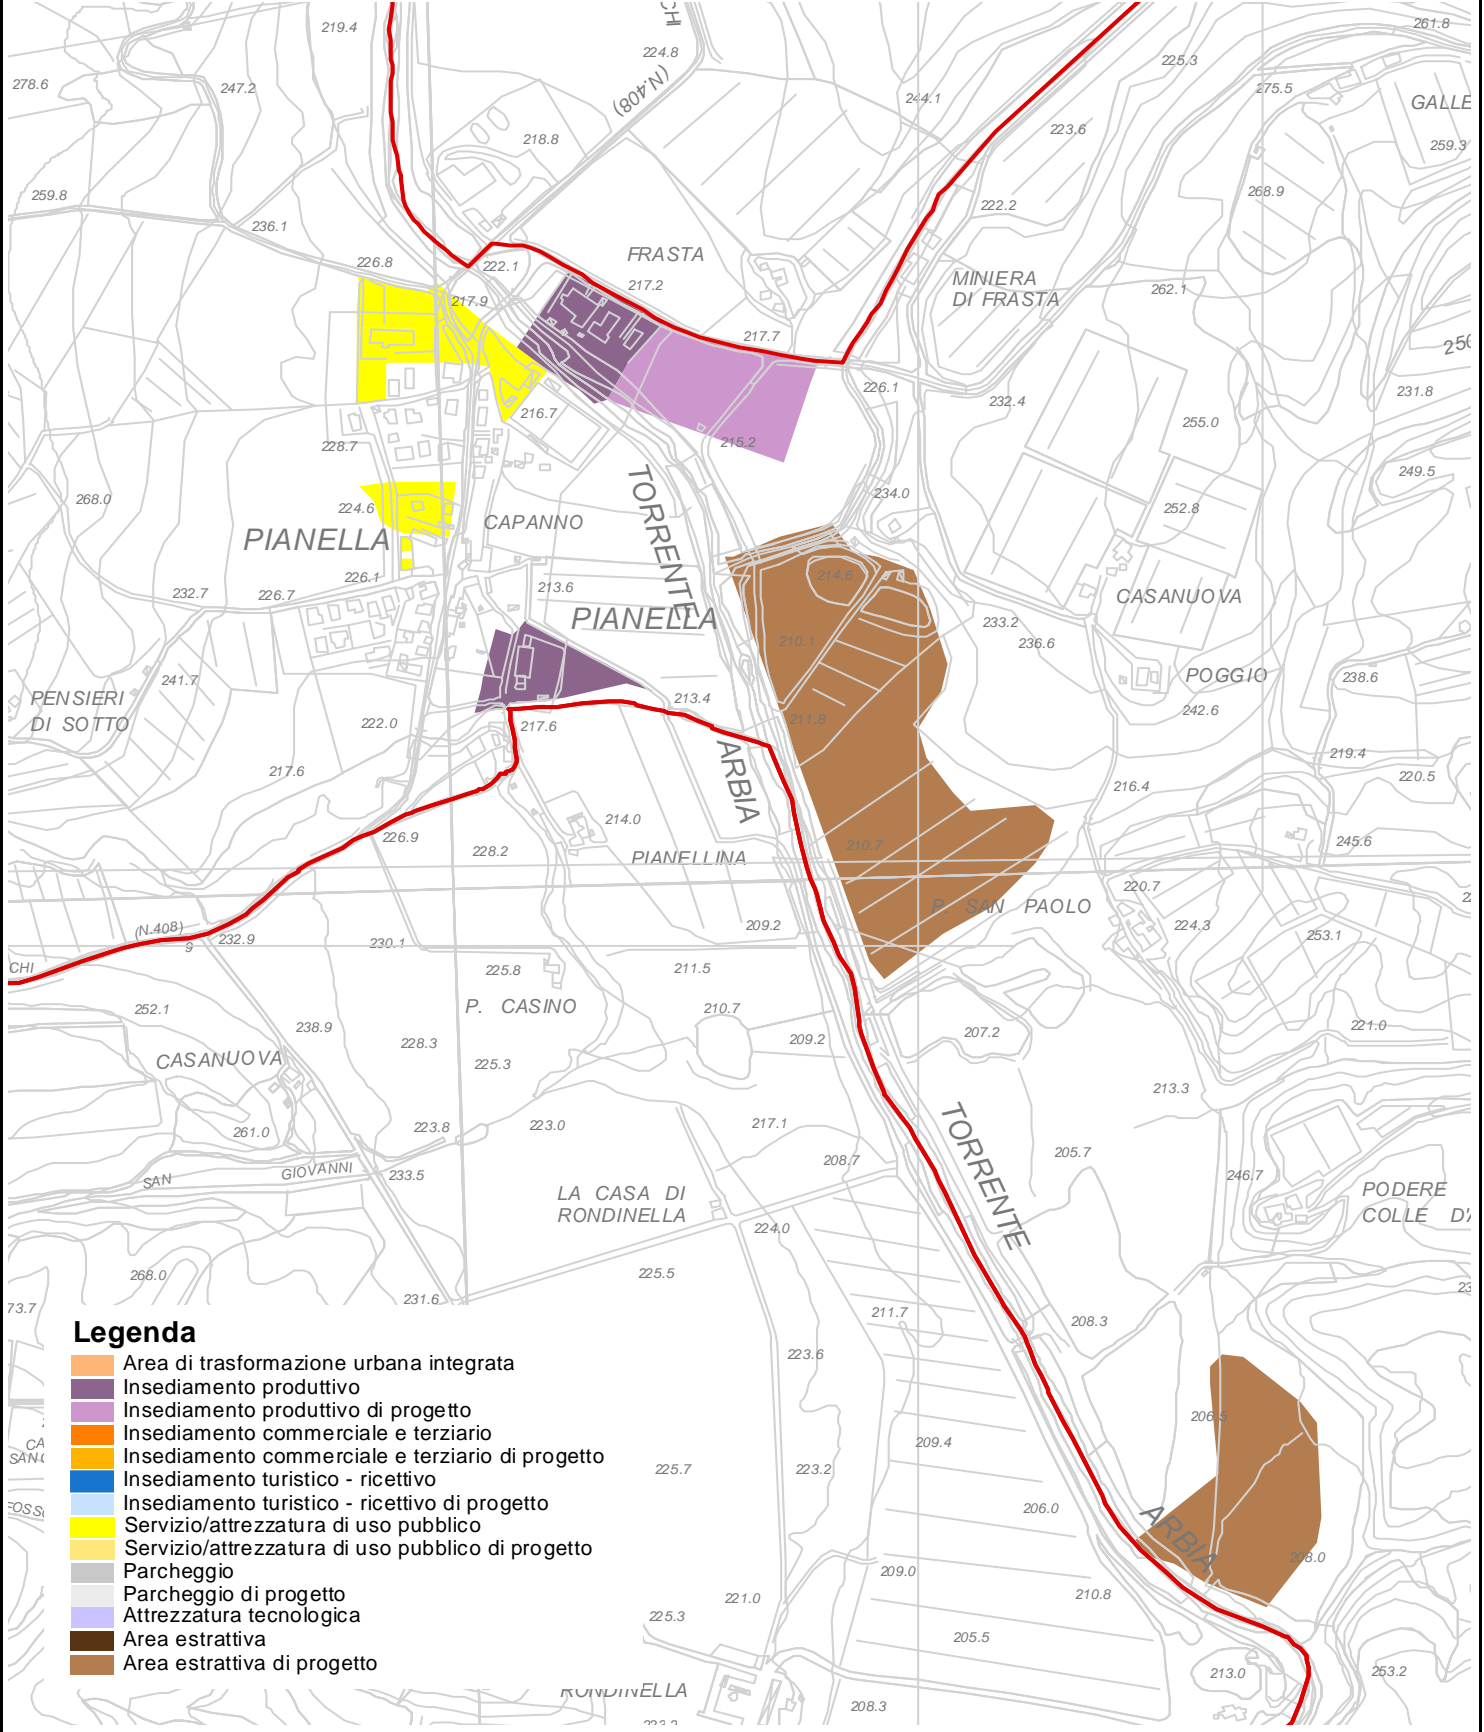 219.4
CHI
261.8
224.8
278.6
247.2
(N.408)
225.3
244.1
275.5
GALLE
218.8
223.6
259.3
259.8
268.9
222.2
236.1
226.8
222.1
FRASTA
217.2
MINIERA
DI FRASTA
262.1
217.9
217.7
226.1
231.8
232.4
216.7
255.0
228.7
215.2
249.5
268.0
224.6
234.0
252.8
PIANELLA
CAPANNO
TORRENTE
226.1
214.6
213.6
232.7
226.7
CASANUOVA
PIANELLA
233.2
210.1
236.6
241.7
POGGIO
238.6
PENSIERI
DI SOTTO
213.4
222.0
217.6
211.8
242.6
219.4
217.6
220.5
ARBIA
216.4
214.0
226.9
228.2
PIANELLINA
210.7
245.6
220.7
P. SAN PAOLO
(N.408)
9
232.9
230.1
209.2
224.3
253.1
CHI
225.8
211.5
252.1
P. CASINO
210.7
238.9
228.3
209.2
207.2
221.0
CASANUOVA
225.3
213.3
261.0
223.8
223.0
217.1
TORRENTE
205.7
208.7
SAN GIOVANNI
233.5
246.7
LA CASA DI
RONDINELLA
PODERE
COLLE D'A
224.0
268.0
225.5
231.6
73.7
211.7
208.3
223.6
206.5
209.4
225.7
223.2
206.0
ARBIA
208.0
209.0
210.8
221.0
225.3
205.5
213.0
253.2
RONDINELLA
208.3
223.2
Legenda
Area di trasformazione urbana integrata
Insediamento produttivo
Insediamento produttivo di progetto
Insediamento commerciale e terziario
Insediamento commerciale e terziario di progetto
Insediamento turistico - ricettivo
Insediamento turistico - ricettivo di progetto
Servizio/attrezzatura di uso pubblico
Servizio/attrezzatura di uso pubblico di progetto
Parcheggio
Parcheggio di progetto
Attrezzatura tecnologica
Area estrattiva
Area estrattiva di progetto